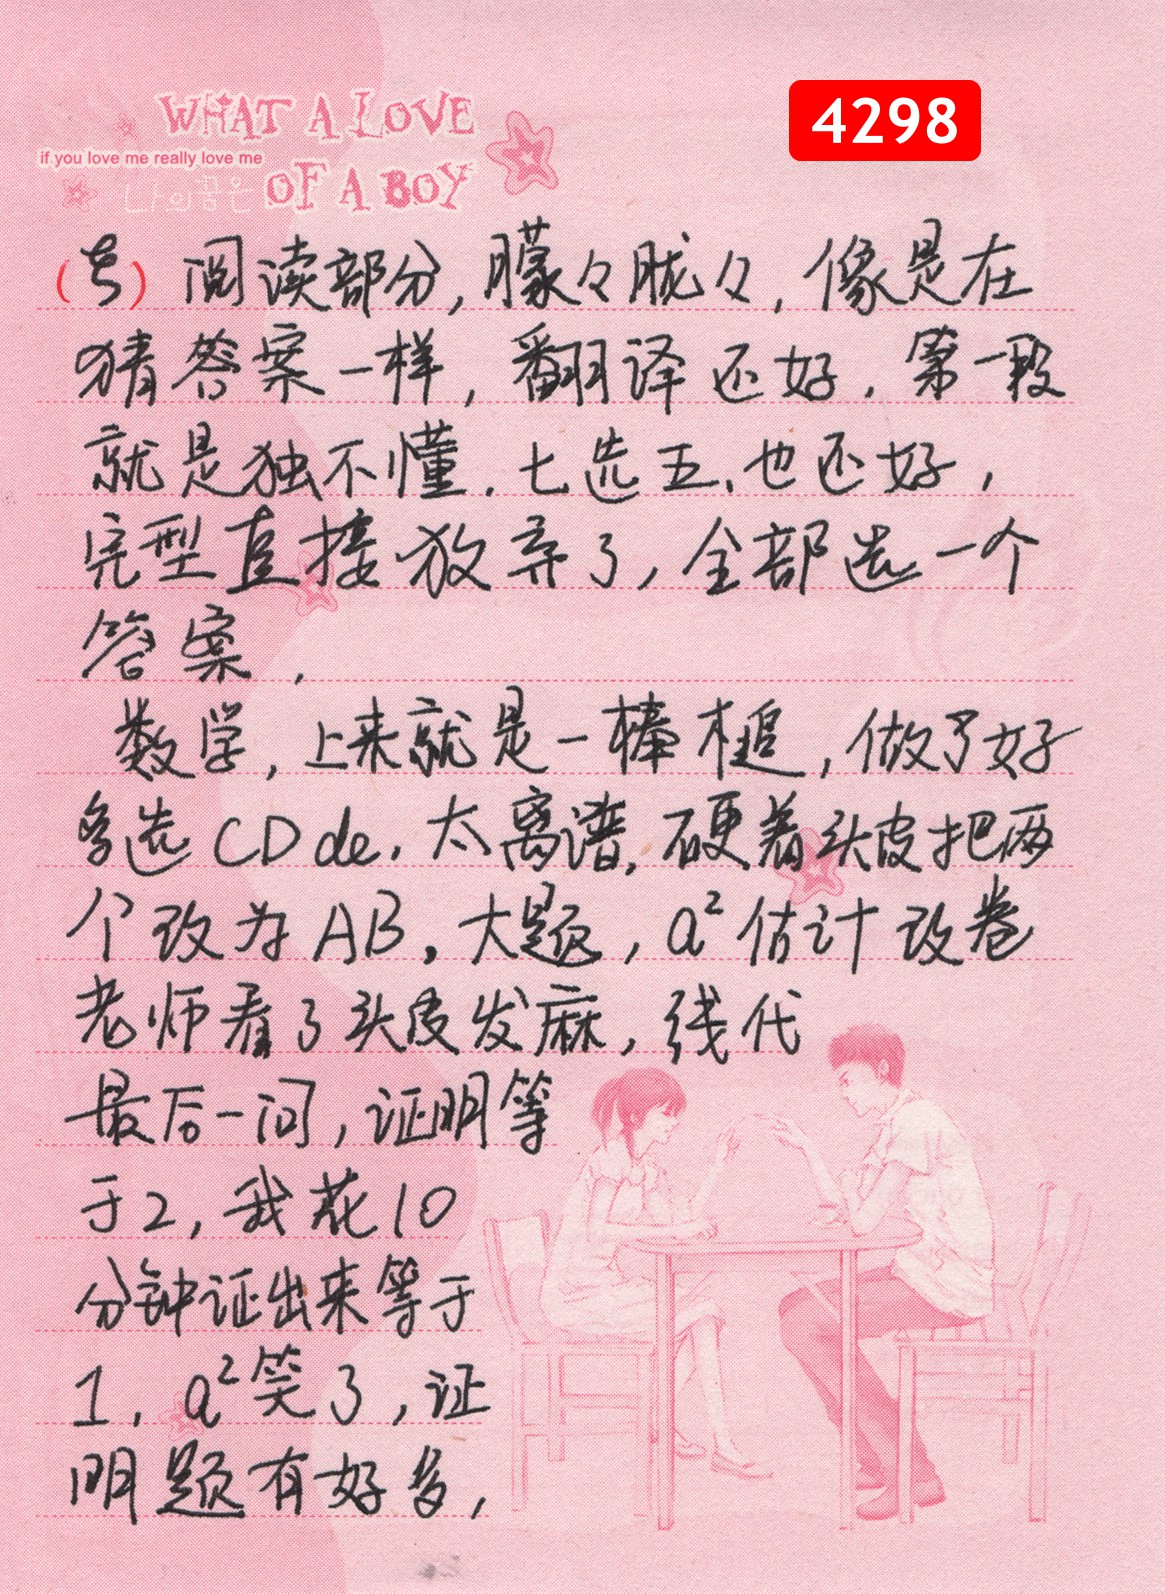 4298
WHAT A LOVE
if you love me really love me
나의꿈은 OF A BOY
() 阅读部分,朦々胧々,像是在
猜答案一样,翻译还好.第一段
就是独不懂.七选五、也还好,
完型直接放弃了,全部选一个
答案.
数学,上来就是一棒槌,做了好
多选CDde.太离谱.硬着头皮把两
个改为AB.大题,a²估计改卷
老师看了头皮发麻,线代
最后一问,证明等
于2,我花10
分钟证出来等于
1.a²笑了,证
明题有好多,